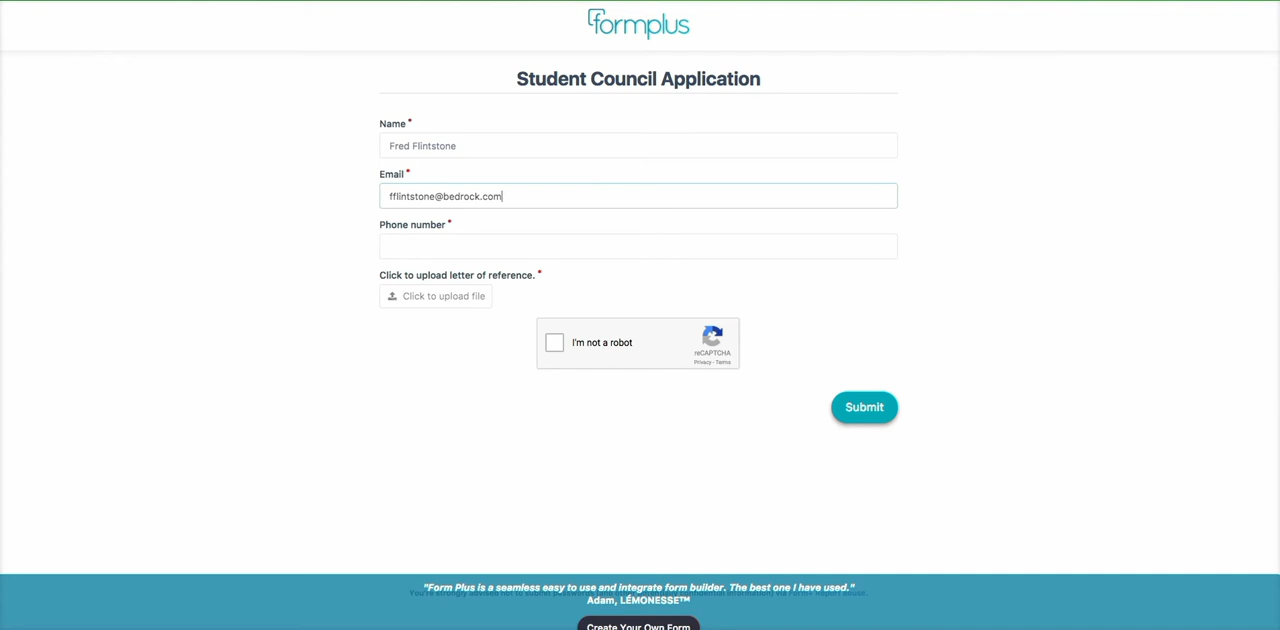 formplus
Student Council Application
Name *
Fred Flintstone
Email *
fflintstone@bedrock.com
Phone number *
Click to upload letter of reference. *
Click to upload file
I'm not a robot
reCAPTCHA
Privacy - Terms
Submit
"Form Plus is a seamless easy to use and integrate form builder. The best one I have used."
Adam, LÉMONESSE™
Create Your Own Form